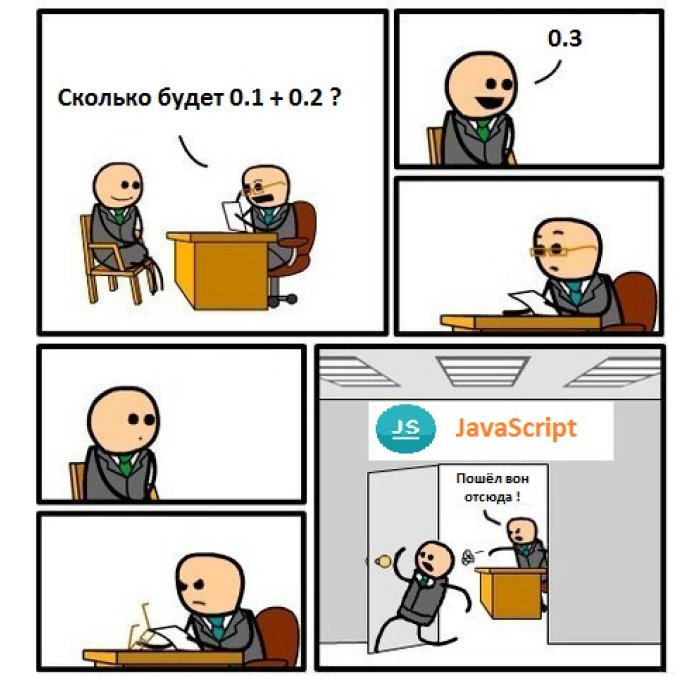 Сколько будет 0.1 + 0.2 ?
0.3
JS
JavaScript
Пошёл вон
отсюда !